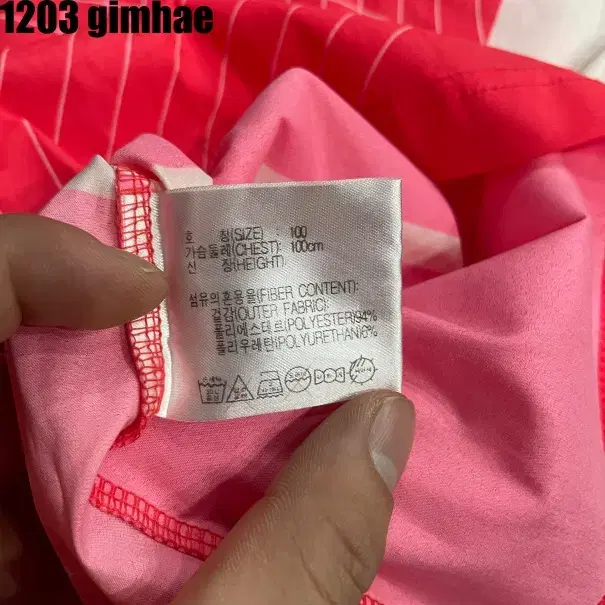 1203 gimhae
호 칭(SIZE) : 100
가슴둘레(CHEST): 100cm
신 장(HEIGHT)
섬유의혼용율(FIBER CONTENT):
겉감(OUTER FABRIC):
폴리에스테르(POLYESTER)94%
폴리우레탄(POLYURETHAN)6%